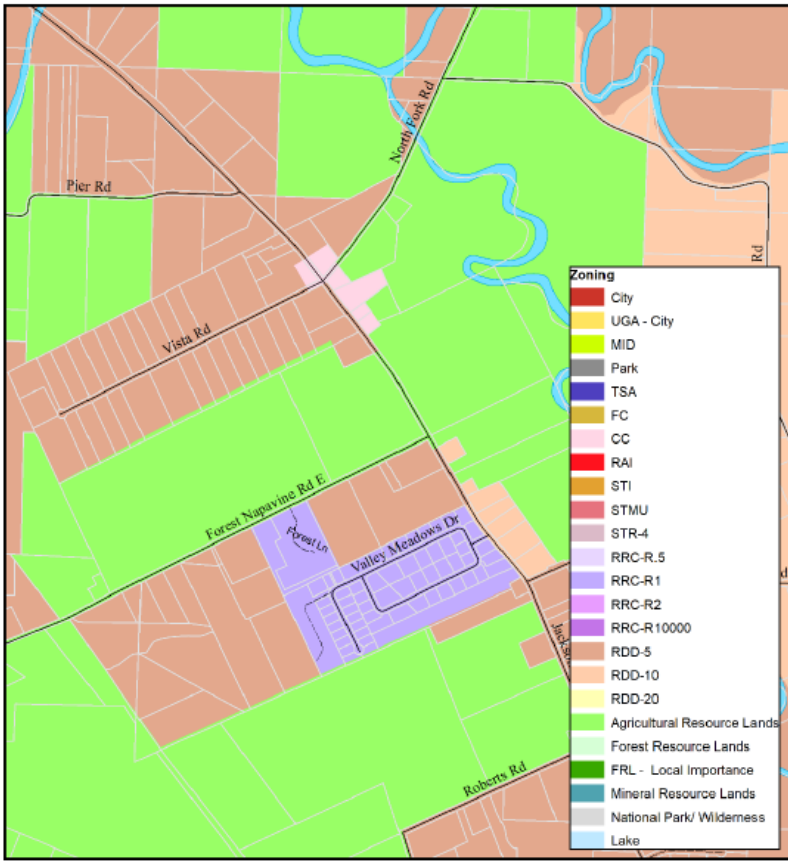 North Fork Rd
Pier Rd
Rd
Vista Rd
Forest Napavine Rd E
Forest Ln
Valley Meadows Dr
Roberts Rd
Zoning
City
UGA - City
MID
Park
TSA
FC
CC
RAI
STI
STMU
STR-4
RRC-R.5
RRC-R1
RRC-R2
RRC-R10000
RDD-5
RDD-10
RDD-20
Agricultural Resource Lands
Forest Resource Lands
FRL - Local Importance
Mineral Resource Lands
National Park/ Wilderness
Lake